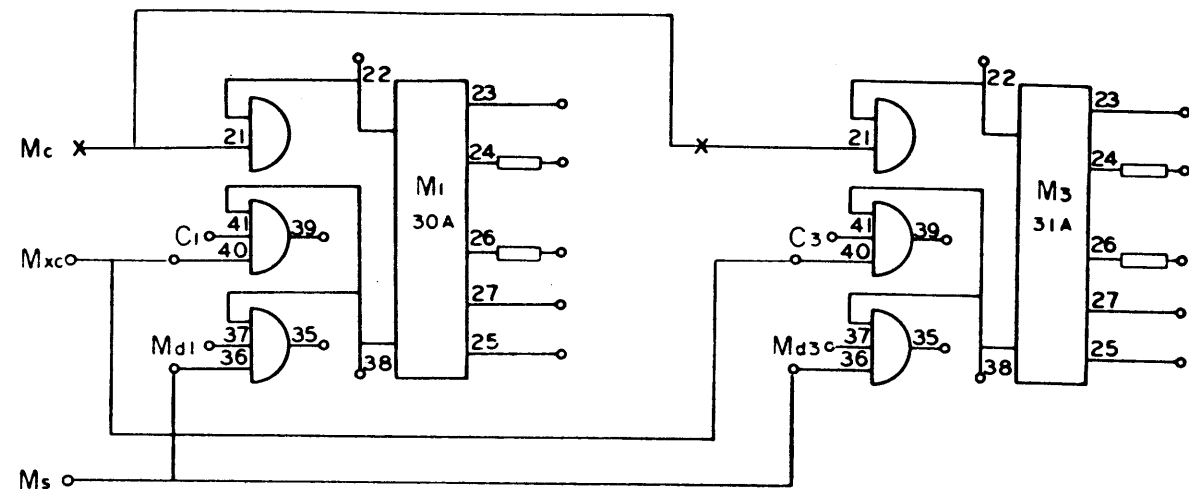 22 22
23 23
Mc 21 21
24 24
M1 M3
30A 31A
41 39 41 39
C1 C3
40 26 40 26
Mxc
27 27
37 35 37 35
Md1 Md3
36 25 36 25
38 38
Ms